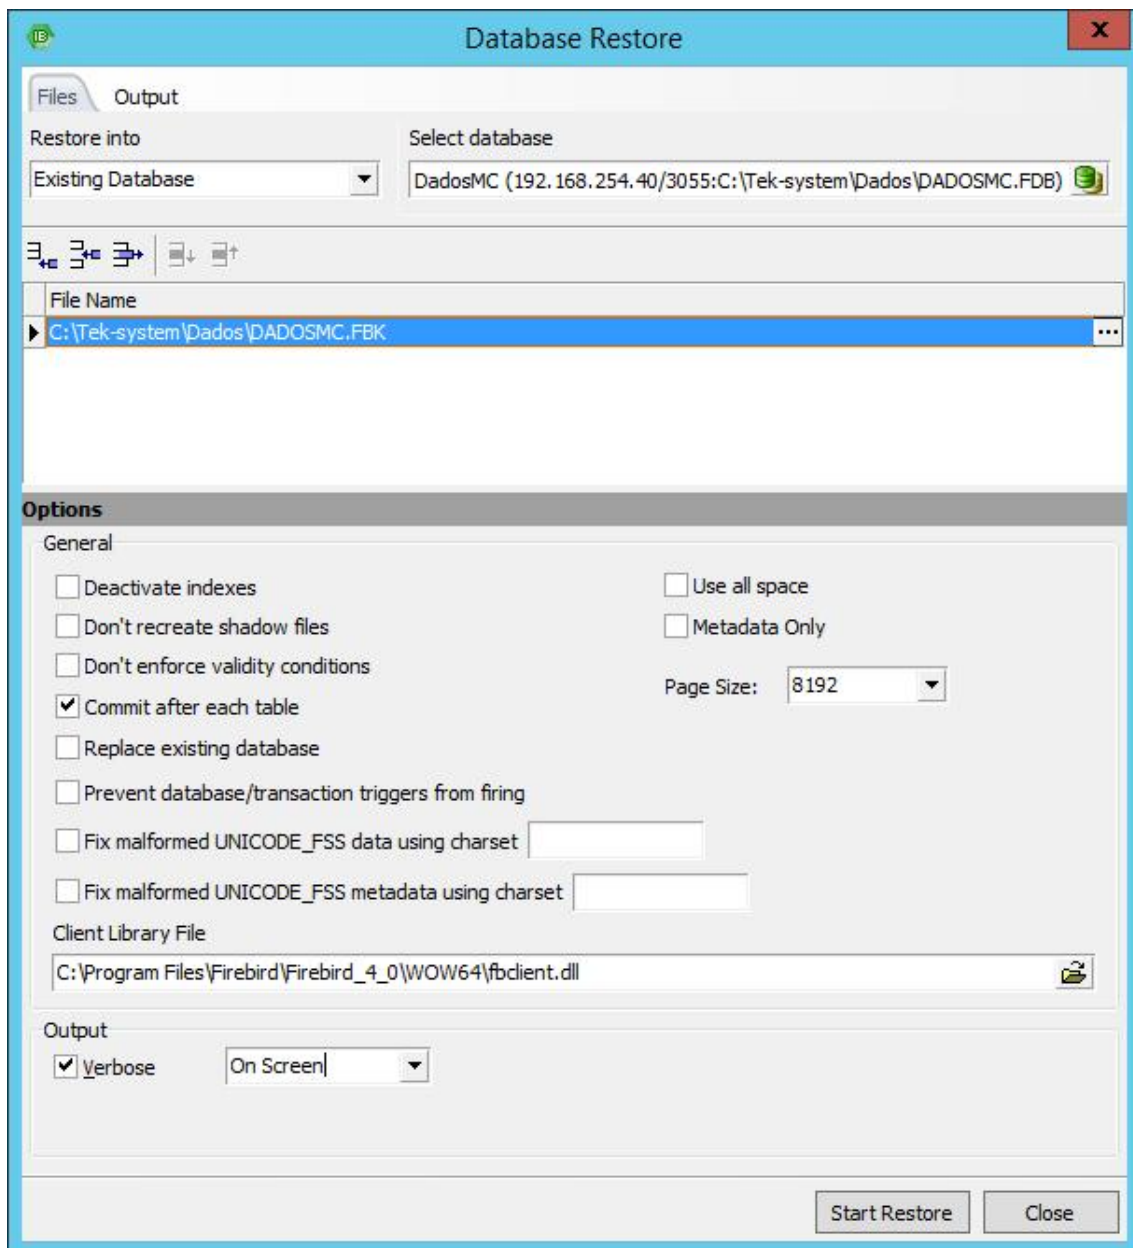 IB
Database Restore
x
Files Output
Restore into Select database
Existing Database DadosMC (192.168.254.40/3055:C:\Tek-system\Dados\DADOSMC.FDB)
File Name
C:\Tek-system\Dados\DADOSMC.FBK ...
Options
General
Deactivate indexes Use all space
Don't recreate shadow files Metadata Only
Don't enforce validity conditions
Page Size: 8192
Commit after each table
Replace existing database
Prevent database/transaction triggers from firing
Fix malformed UNICODE_FSS data using charset
Fix malformed UNICODE_FSS metadata using charset
Client Library File
C:\Program Files\Firebird\Firebird_4_0\WOW64\fbclient.dll
Output
Verbose On Screen
Start Restore Close